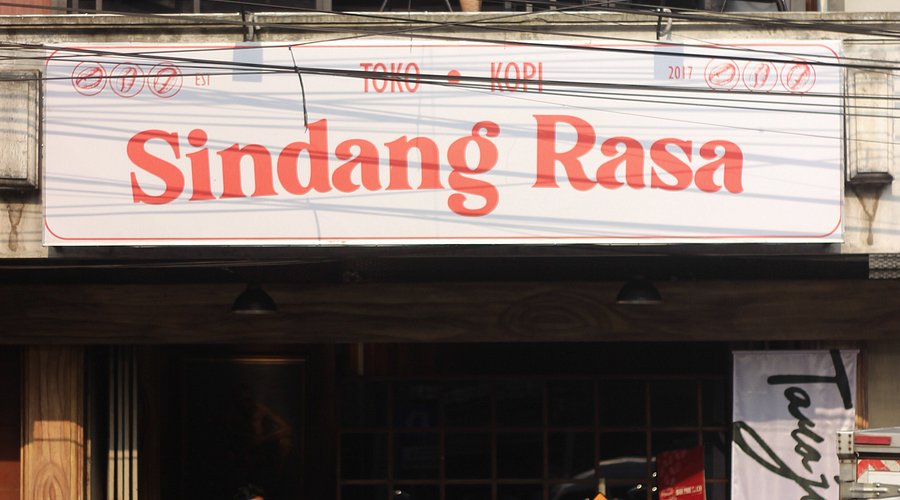 EST TOKO • KOPI 2017
Sindang Rasa